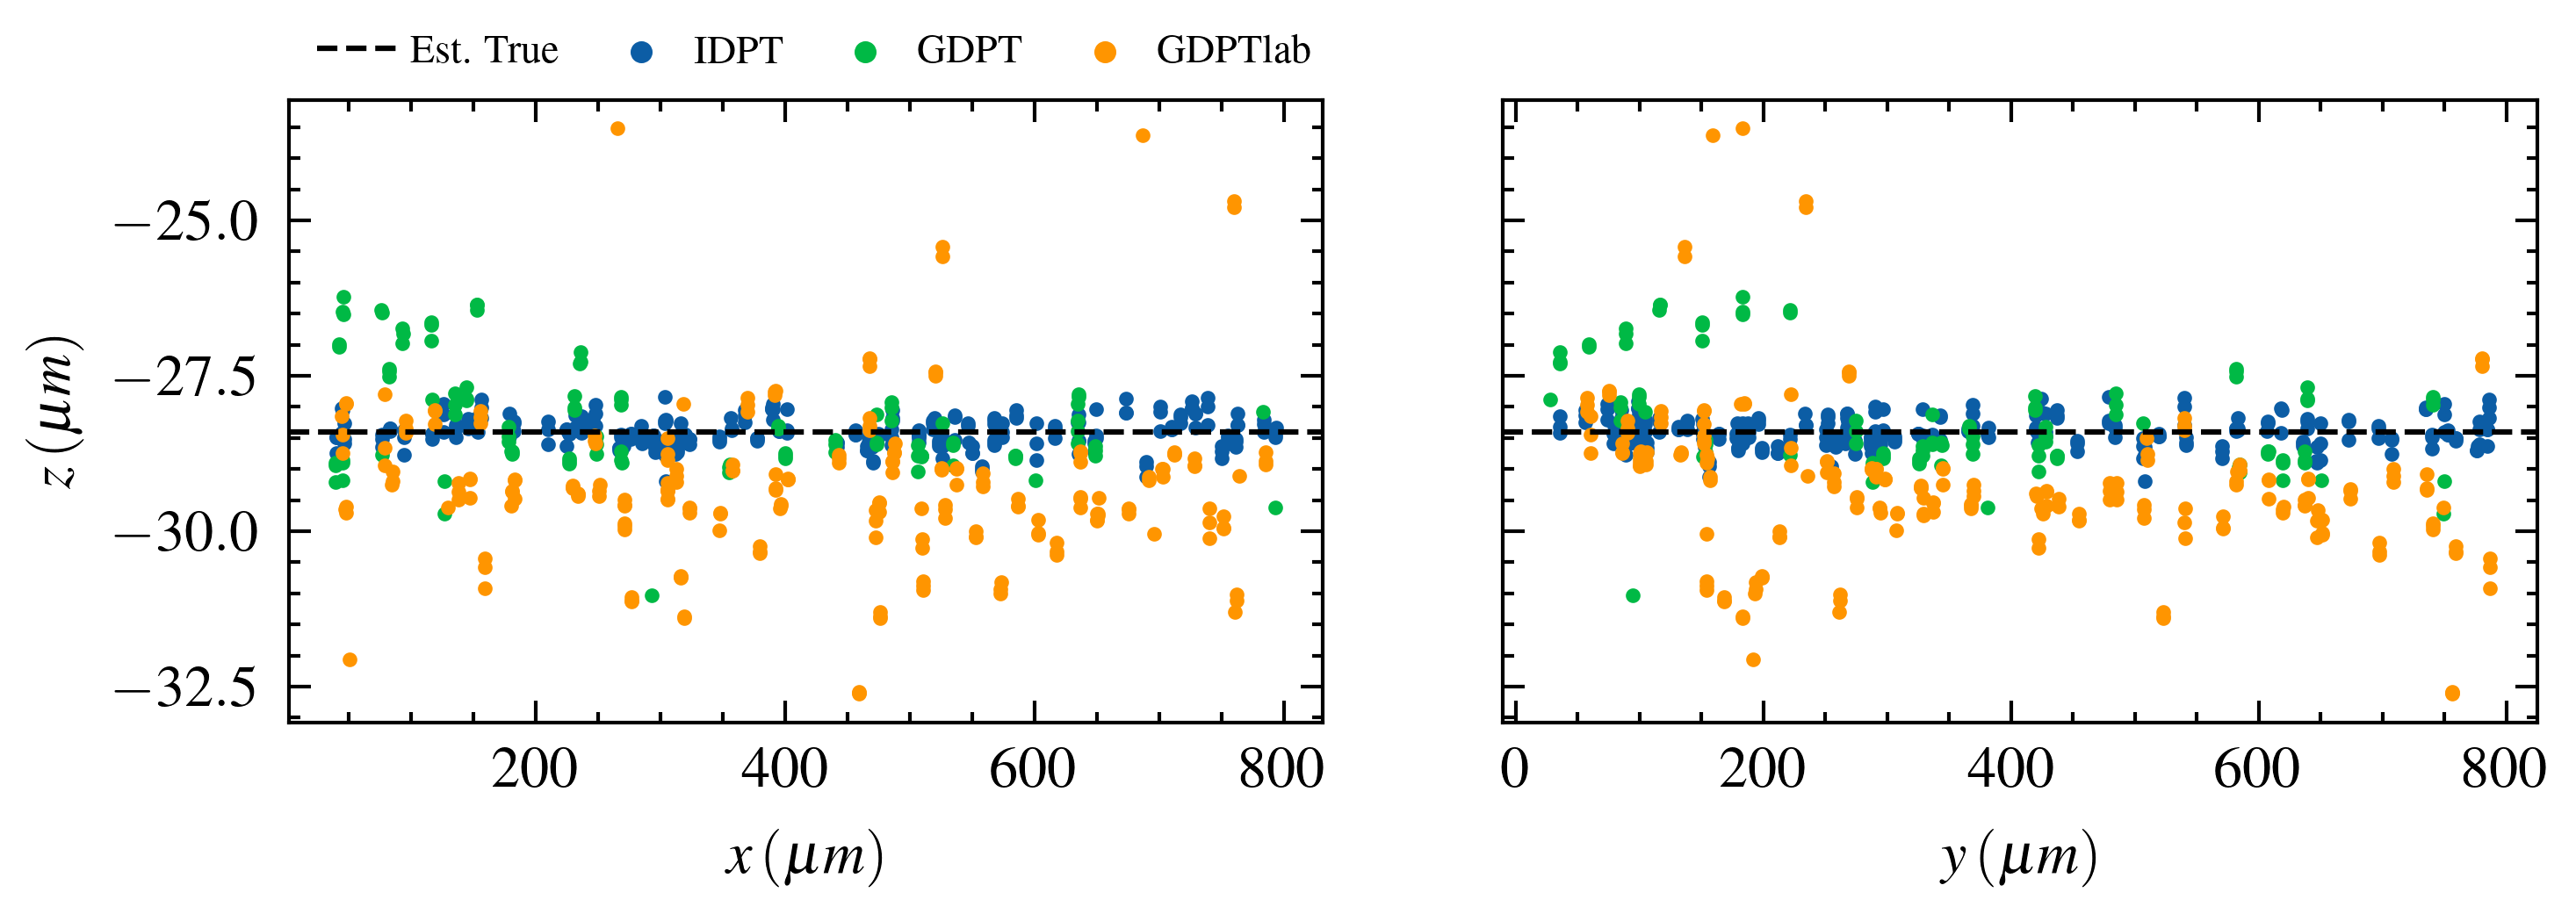 Est. True IDPT GDPT GDPTlab
−25.0
−27.5
−30.0
−32.5
z (μm)
200 400 600 800
0 200 400 600 800
x (μm)
y (μm)